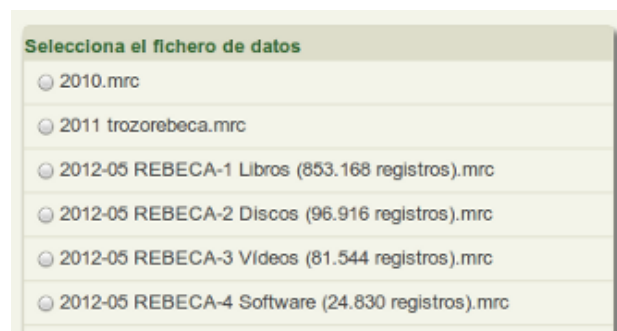 Selecciona el fichero de datos
2010.mrc
2011 trozorebeca.mrc
2012-05 REBECA-1 Libros (853.168 registros).mrc
2012-05 REBECA-2 Discos (96.916 registros).mrc
2012-05 REBECA-3 Vídeos (81.544 registros).mrc
2012-05 REBECA-4 Software (24.830 registros).mrc